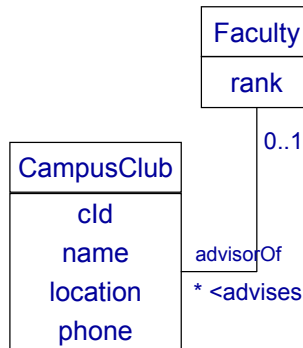 Faculty
rank
0..1
CampusClub
cId
name
location
phone
advisorOf
* <advises